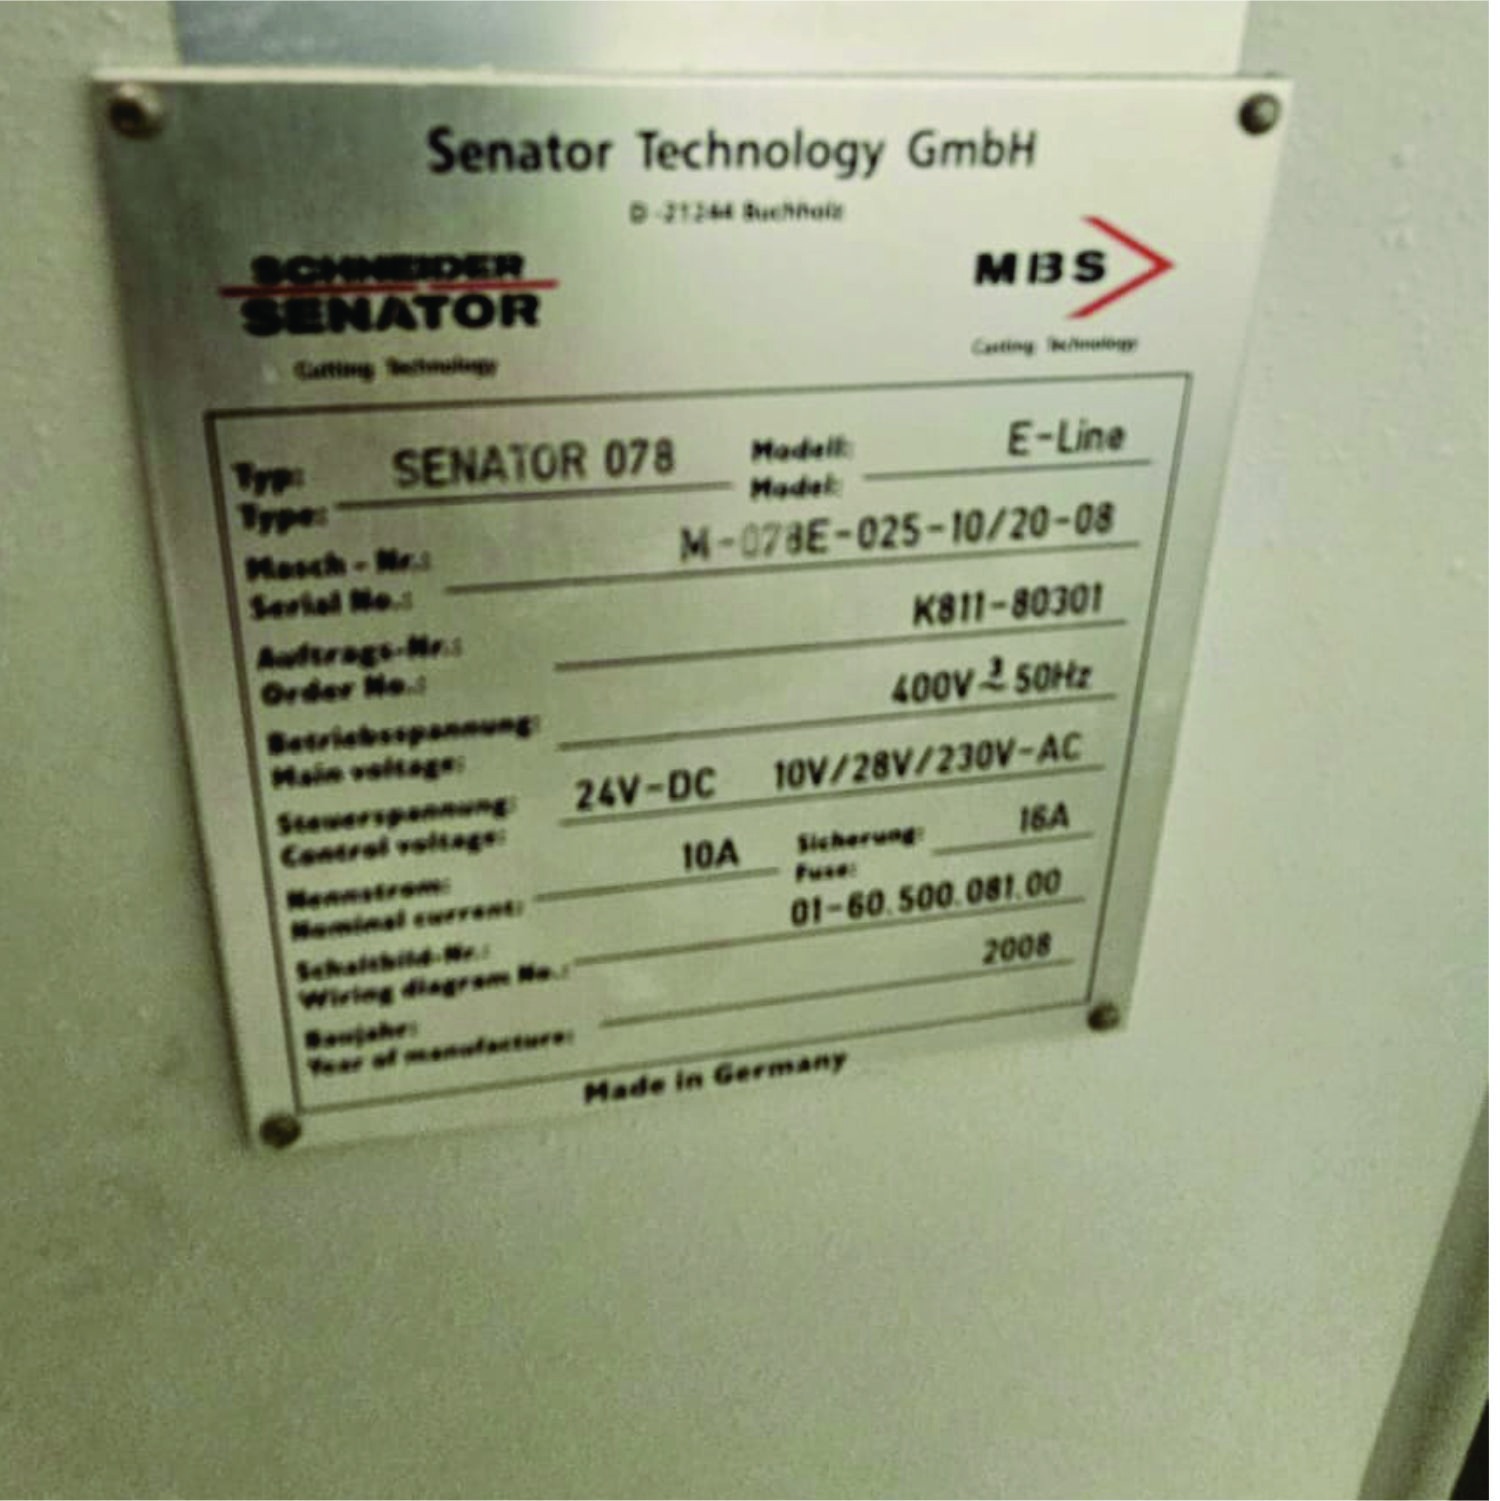 Senator Technology GmbH
D-21244 Buchholz
SCHNEIDER
SENATOR
Cutting Technology
MBS
Cutting Technology
Typ: SENATOR 078 Modell: E-Line
Type: Model:
Masch-Nr.: M-078E-025-10/20-08
Serial No.:
Auftrags-Nr.: K811-80301
Order No.:
Betriebsspannung: 400V 3~ 50Hz
Main voltage:
Steuerspannung: 24V-DC 10V/28V/230V-AC
Control voltage:
Nennstrom: 10A Sicherung: 16A
Nominal current: Fuse:
Schaltbild-Nr.: 01-60.500.081.00
Wiring diagram No.:
Baujahr: 2008
Year of manufacture:
Made in Germany